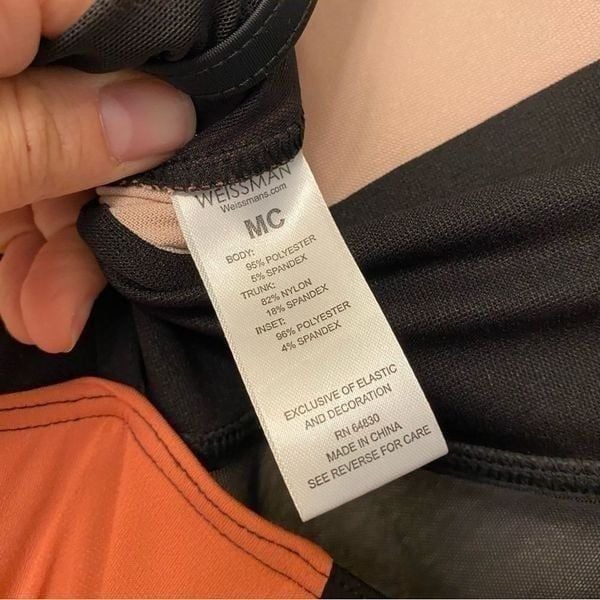 WEISSMAN
Weissmans.com
MC
BODY:
95% POLYESTER
5% SPANDEX
TRUNK:
82% NYLON
18% SPANDEX
INSET:
96% POLYESTER
4% SPANDEX
EXCLUSIVE OF ELASTIC
AND DECORATION
RN 64830
MADE IN CHINA
SEE REVERSE FOR CARE